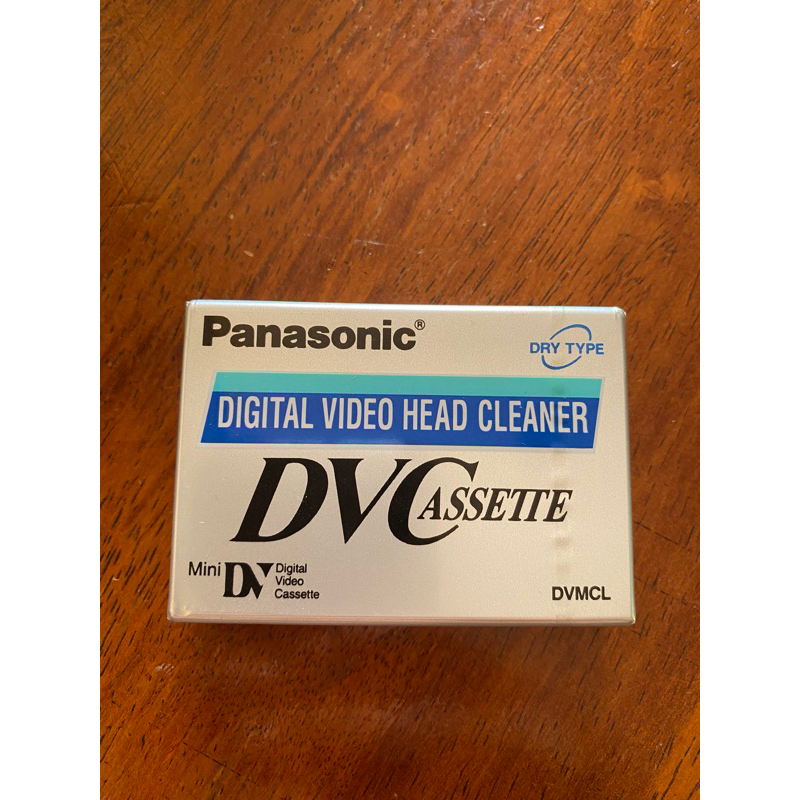 Panasonic®
DRY TYPE
DIGITAL VIDEO HEAD CLEANER
DVCASSETTE
Mini DV Digital
Video
Cassette
DVMCL